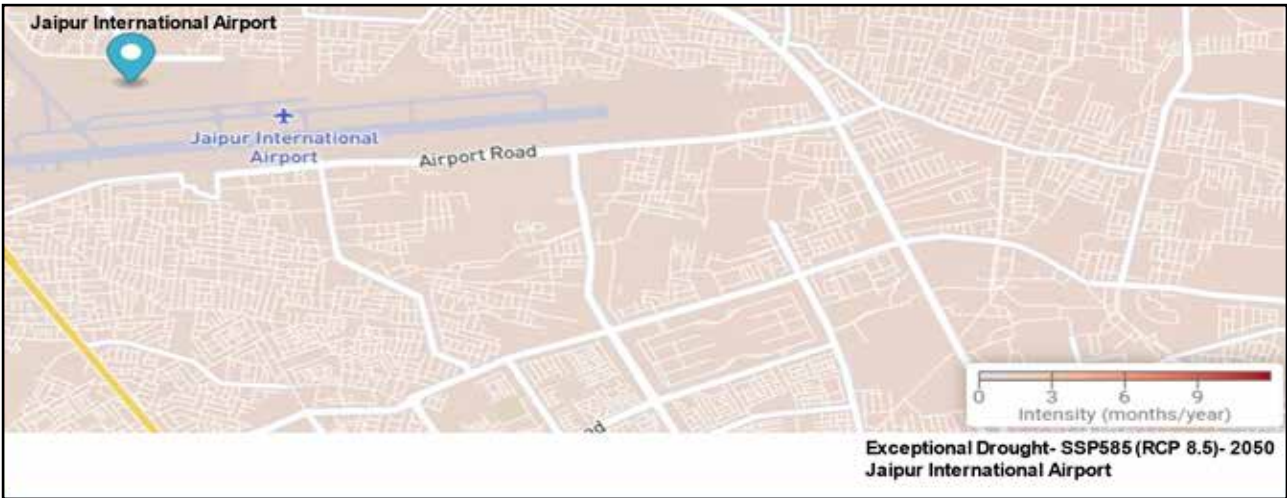 Jaipur International Airport
Jaipur International
Airport
Airport Road
0 3 6 9
Intensity (months/year)
Exceptional Drought- SSP585 (RCP 8.5)- 2050
Jaipur International Airport